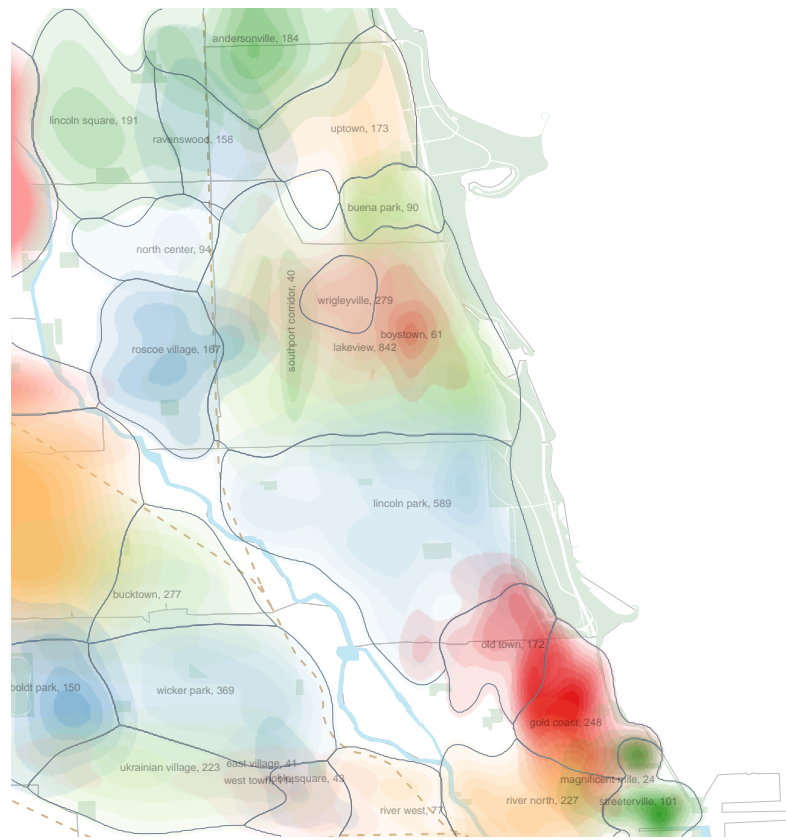 andersonville, 184
lincoln square, 191
uptown, 173
ravenswood, 158
buena park, 90
north center, 94
southport corridor, 40
wrigleyville, 279
boystown, 61
lakeview, 842
roscoe village, 167
lincoln park, 589
bucktown, 277
old town, 172
boldt park, 150
wicker park, 369
gold coast, 248
east village, 41
ukrainian village, 223
west town,
noble square, 43
magnificent mile, 24
river north, 227
streeterville, 101
river west, 77